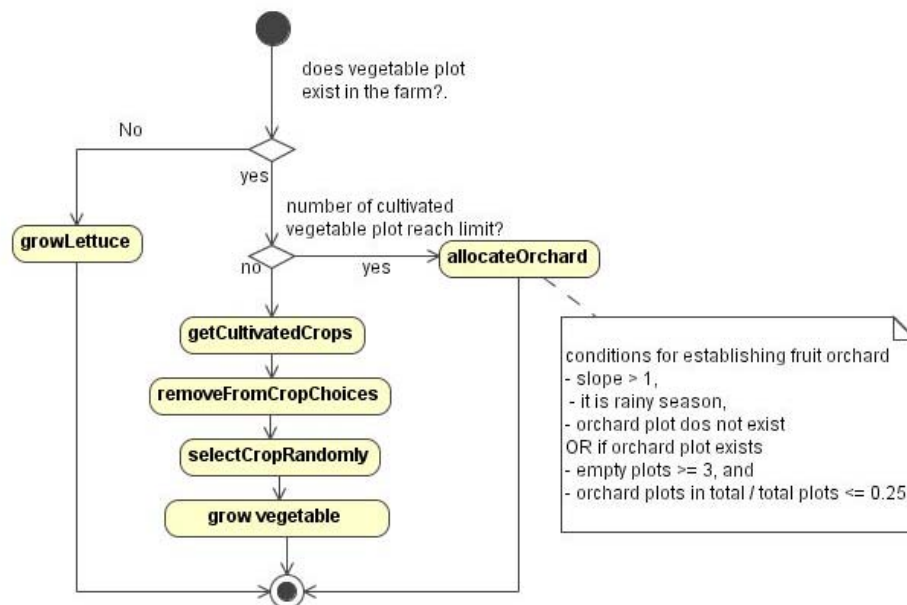 does vegetable plot
exist in the farm?.
No
yes
number of cultivated
vegetable plot reach limit?
growLettuce
allocateOrchard
no
yes
getCultivatedCrops
removeFromCropChoices
selectCropRandomly
grow vegetable
conditions for establishing fruit orchard
- slope > 1,
- it is rainy season,
- orchard plot dos not exist
OR if orchard plot exists
- empty plots >= 3, and
- orchard plots in total / total plots <= 0.25